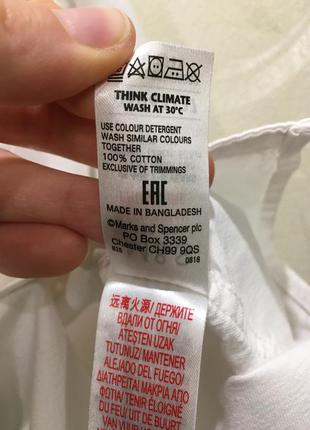 THINK CLIMATE
WASH AT 30°C
USE COLOUR DETERGENT
WASH SIMILAR COLOURS
TOGETHER
100% COTTON
EXCLUSIVE OF TRIMMINGS
EAC
MADE IN BANGLADESH
©Marks and Spencer plc
PO Box 3339
Chester CH99 9QS
0818
远离火源/ДЕРЖИТЕ
ВДАЛИ ОТ ОГНЯ/
ATEŞTEN UZAK
TUTUNUZ/MANTENER
ALEJADO DEL FUEGO/
ΔΙΑΤΗΡΕΙΤΑΙ ΜΑΚΡΙΑ ΑΠΟ
ΦΩΤΙΑ/TENIR ÉLOIGNÉ
DU FEU/UIT DE BUURT
VAN VUUR